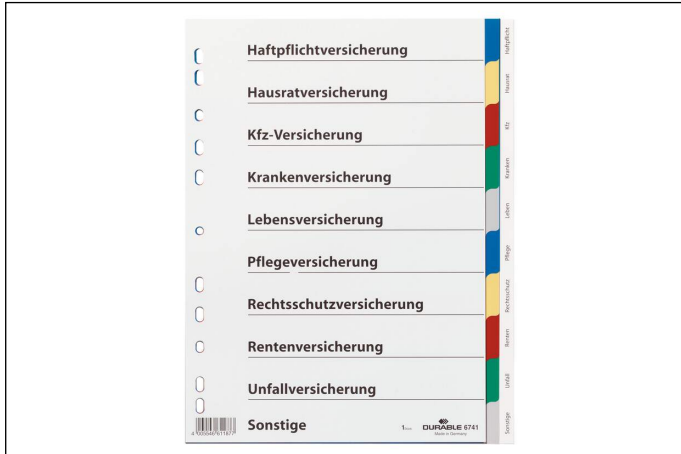 Haftpflichtversicherung
Haftpflicht
Hausratversicherung
Hausrat
Kfz-Versicherung
Kfz
Krankenversicherung
Kranken
Lebensversicherung
Leben
Pflegeversicherung
Pflege
Rechtsschutzversicherung
Rechtsschutz
Rentenversicherung
Renten
Unfallversicherung
Unfall
Sonstige
Sonstige
DURABLE 6741
Made in Germany